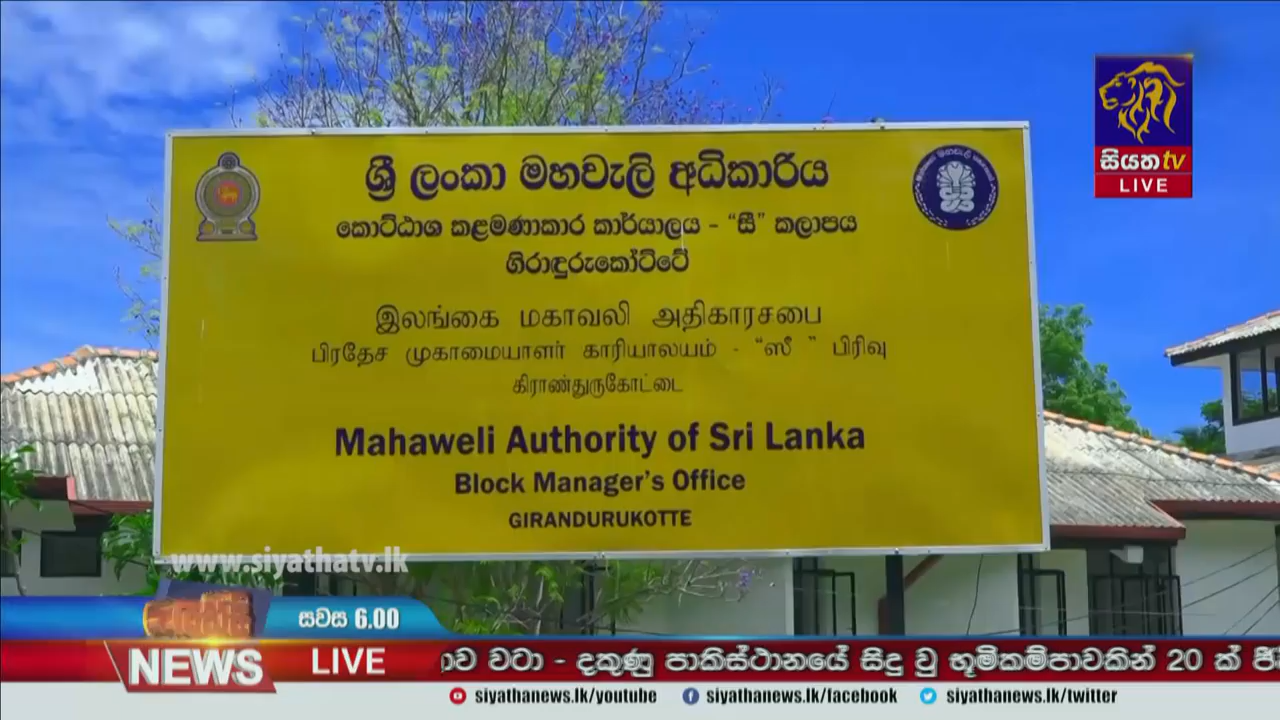 සියත tv
LIVE
ශ්‍රී ලංකා මහවැලි අධිකාරිය
කොට්ඨාශ කළමණාකාර කාර්යාලය - “සී” කලාපය
ගිරාඳුරුකෝට්ටේ
இலங்கை மகாவலி அதிகாரசபை
பிரதேச முகாமையாளர் காரியாலயம் - “ஸீ ” பிரிவு
கிராண்துருகோட்டை
Mahaweli Authority of Sri Lanka
Block Manager's Office
GIRANDURUKOTTE
www.siyathatv.lk
සවස 6.00
NEWS LIVE
වටා - දකුණු පාකිස්ථානයේ සිදු වූ භූමිකම්පාවකින් 20 ක්
siyathanews.lk/youtube siyathanews.lk/facebook siyathanews.lk/twitter